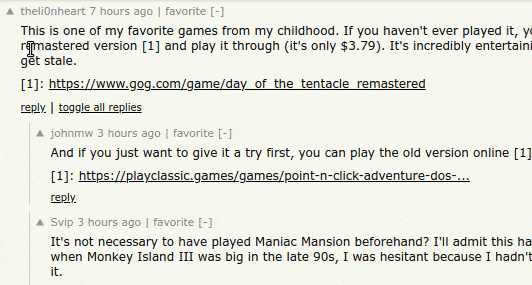 theli0nheart 7 hours ago | favorite [-]
This is one of my favorite games from my childhood. If you haven't ever played it,
remastered version [1] and play it through (it's only $3.79). It's incredibly
get stale.
[1]: https://www.gog.com/game/day_of_the_tentacle_remastered
reply | toggle all replies
johnmw 3 hours ago | favorite [-]
And if you just want to give it a try first, you can play the old version online [1]
[1]: https://playclassic.games/games/point-n-click-adventure-dos-...
reply
Svip 3 hours ago | favorite [-]
It's not necessary to have played Maniac Mansion beforehand? I'll admit this
when Monkey Island III was big in the late 90s, I was hesitant because I hadn't
it.